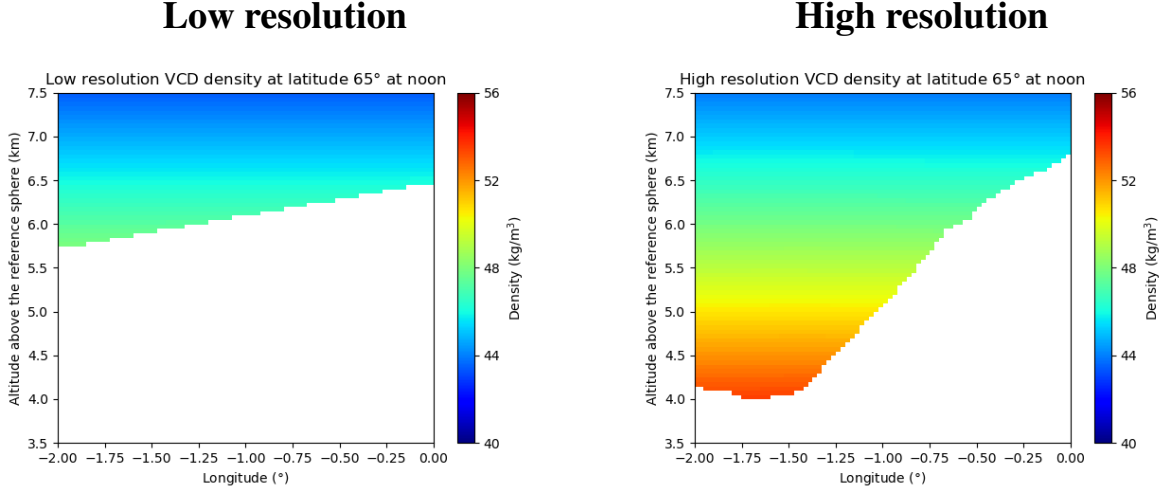 Low resolution
High resolution
Low resolution VCD density at latitude 65° at noon
7.5
7.0
6.5
6.0
5.5
5.0
4.5
4.0
3.5
Altitude above the reference sphere (km)
−2.00 −1.75 −1.50 −1.25 −1.00 −0.75 −0.50 −0.25 0.00
Longitude (°)
56
52
48
44
40
Density (kg/m³)
High resolution VCD density at latitude 65° at noon
7.5
7.0
6.5
6.0
5.5
5.0
4.5
4.0
3.5
Altitude above the reference sphere (km)
−2.00 −1.75 −1.50 −1.25 −1.00 −0.75 −0.50 −0.25 0.00
Longitude (°)
56
52
48
44
40
Density (kg/m³)